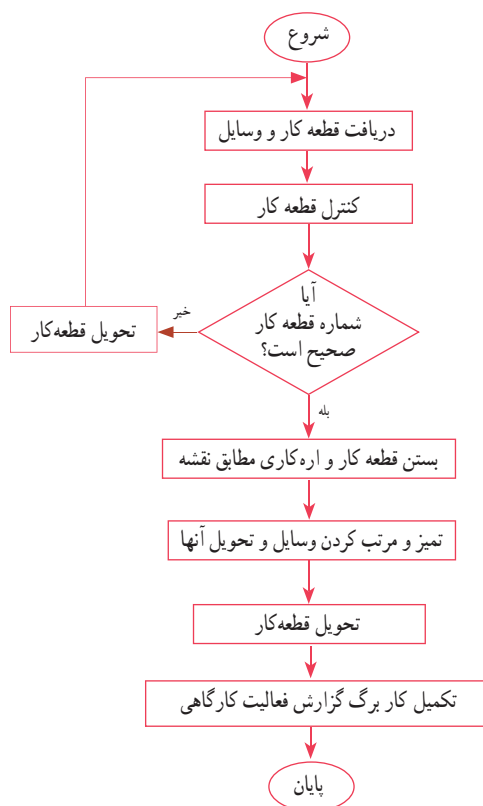 شروع
دریافت قطعه کار و وسایل
کنترل قطعه کار
آیا
شماره قطعه کار
صحیح است؟
خیر
تحویل قطعه‌کار
بله
بستن قطعه کار و اره‌کاری مطابق نقشه
تمیز و مرتب کردن وسایل و تحویل آنها
تحویل قطعه‌کار
تکمیل کار برگ گزارش فعالیت کارگاهی
پایان